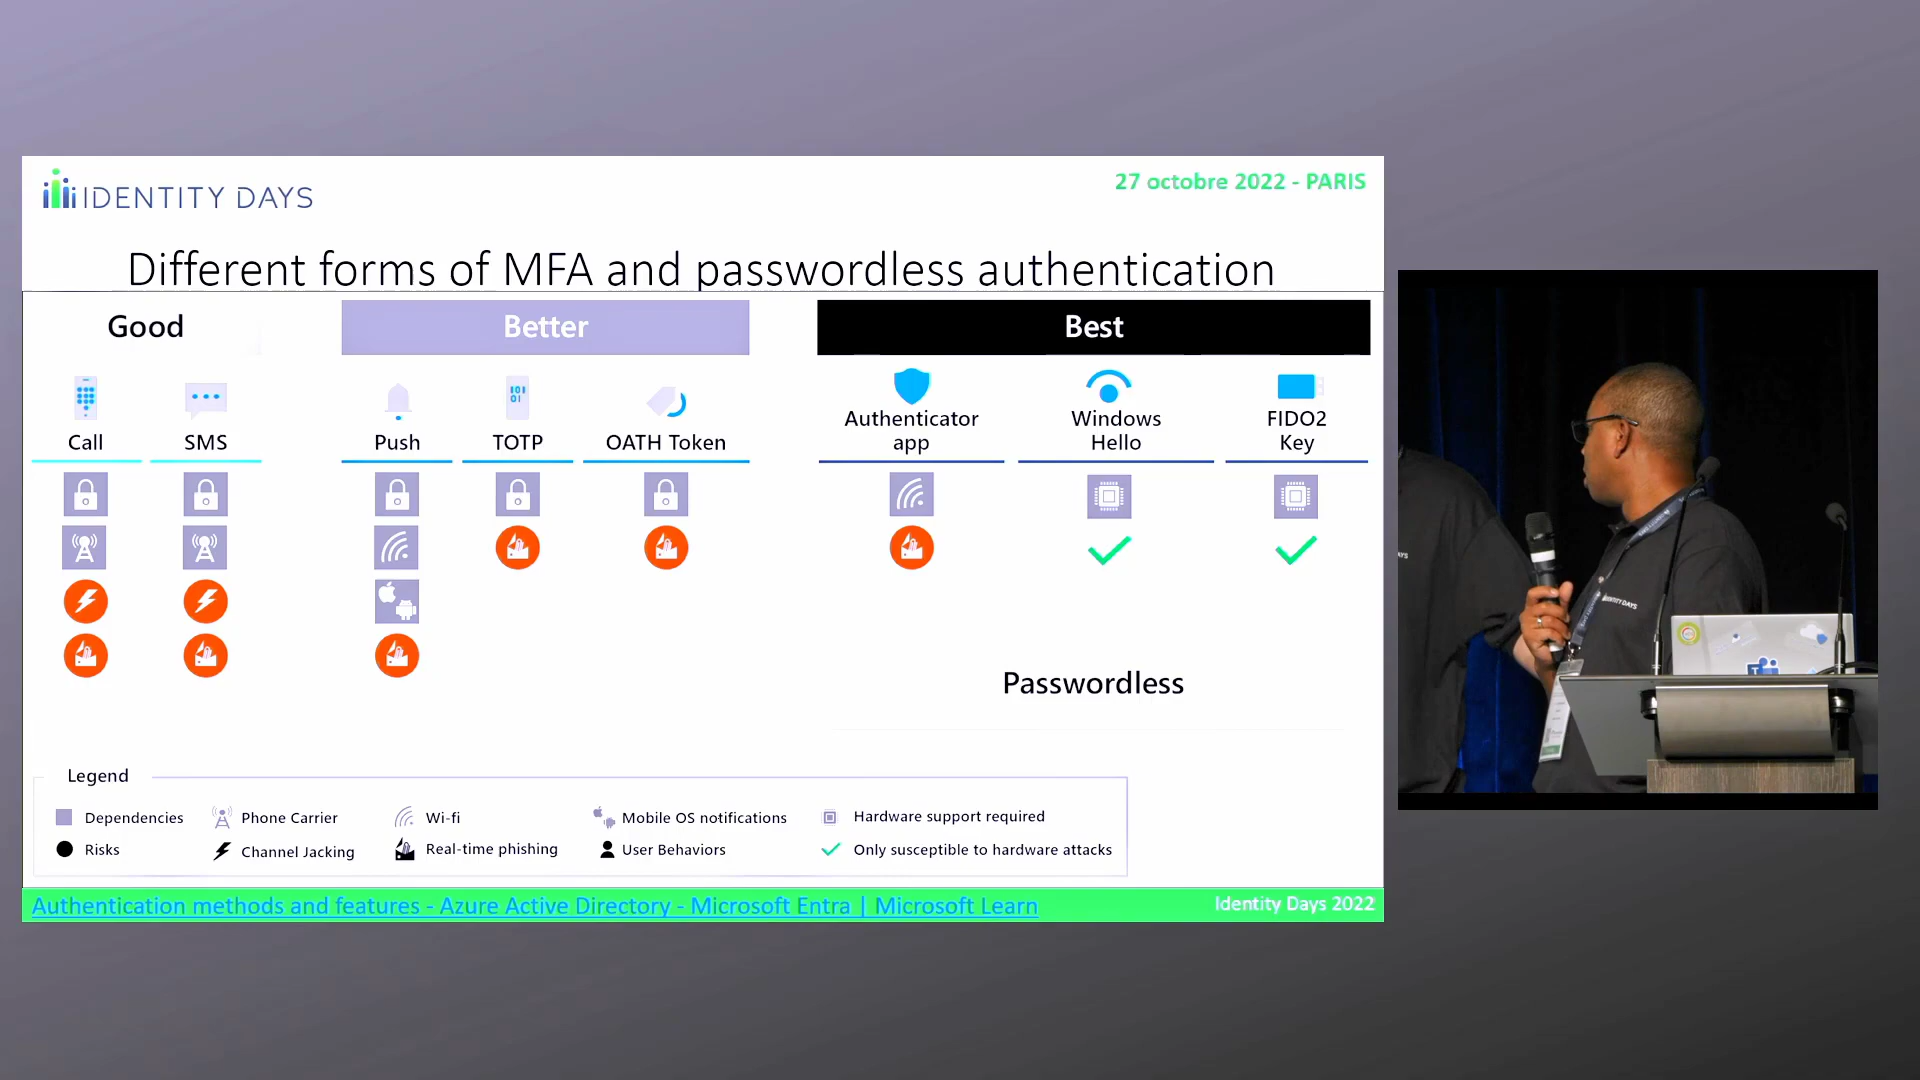 IDENTITY DAYS
27 octobre 2022 - PARIS
Different forms of MFA and passwordless authentication
Good
Better
Best
Call
SMS
Push
TOTP
OATH Token
Authenticator
app
Windows
Hello
FIDO2
Key
Passwordless
Legend
Dependencies
Phone Carrier
Wi-fi
Mobile OS notifications
Hardware support required
Risks
Channel Jacking
Real-time phishing
User Behaviors
Only susceptible to hardware attacks
Authentication methods and features - Azure Active Directory - Microsoft Entra | Microsoft Learn
Identity Days 2022
IDENTITY DAYS